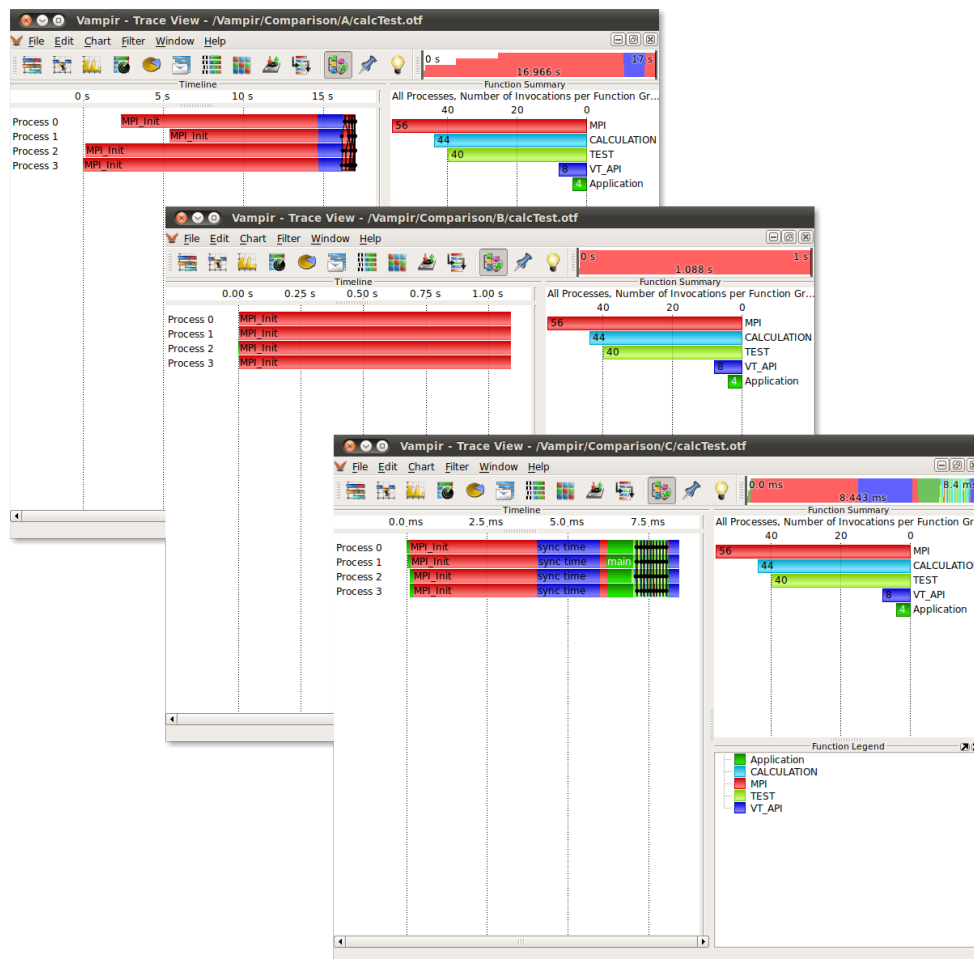 Vampir - Trace View - /Vampir/Comparison/A/calcTest.otf
File Edit Chart Filter Window Help
0 s 17 s
16.966 s
Timeline
Function Summary
0 s 5 s 10 s 15 s
All Processes, Number of Invocations per Function Gr...
40 20 0
Process 0 MPI_Init
56 MPI
Process 1 MPI_Init
44 CALCULATION
Process 2 MPI_Init
40 TEST
Process 3 MPI_Init
8 VT_API
4 Application
Vampir - Trace View - /Vampir/Comparison/B/calcTest.otf
File Edit Chart Filter Window Help
0 s 1 s
1.088 s
Timeline
Function Summary
0.00 s 0.25 s 0.50 s 0.75 s 1.00 s
All Processes, Number of Invocations per Function Gr...
40 20 0
Process 0 MPI_Init
56 MPI
Process 1 MPI_Init
44 CALCULATION
Process 2 MPI_Init
40 TEST
Process 3 MPI_Init
8 VT_API
4 Application
Vampir - Trace View - /Vampir/Comparison/C/calcTest.otf
File Edit Chart Filter Window Help
0.0 ms 8.4 m
8.443 ms
Timeline
Function Summary
0.0 ms 2.5 ms 5.0 ms 7.5 ms
All Processes, Number of Invocations per Function Gr
40 20 0
Process 0 MPI_Init sync time
56 MPI
Process 1 MPI_Init sync time main
44 CALCULATIO
Process 2 MPI_Init sync time
40 TEST
Process 3 MPI_Init sync time
8 VT_API
4 Application
Function Legend
Application
CALCULATION
MPI
TEST
VT_API